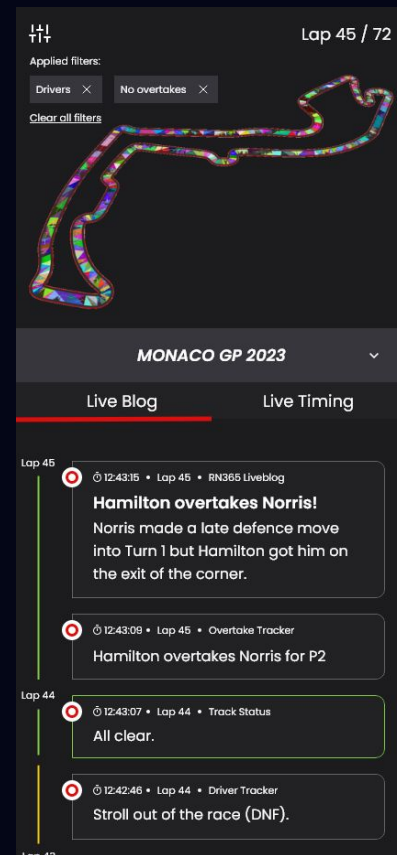 Lap 45 / 72
Applied filters:
Drivers ×
No overtakes ×
Clear all filters
MONACO GP 2023
Live Blog
Live Timing
Lap 45
12:43:15 • Lap 45 • RN365 Liveblog
Hamilton overtakes Norris!
Norris made a late defence move
into Turn 1 but Hamilton got him on
the exit of the corner.
12:43:09 • Lap 45 • Overtake Tracker
Hamilton overtakes Norris for P2
Lap 44
12:43:07 • Lap 44 • Track Status
All clear.
12:42:46 • Lap 44 • Driver Tracker
Stroll out of the race (DNF).